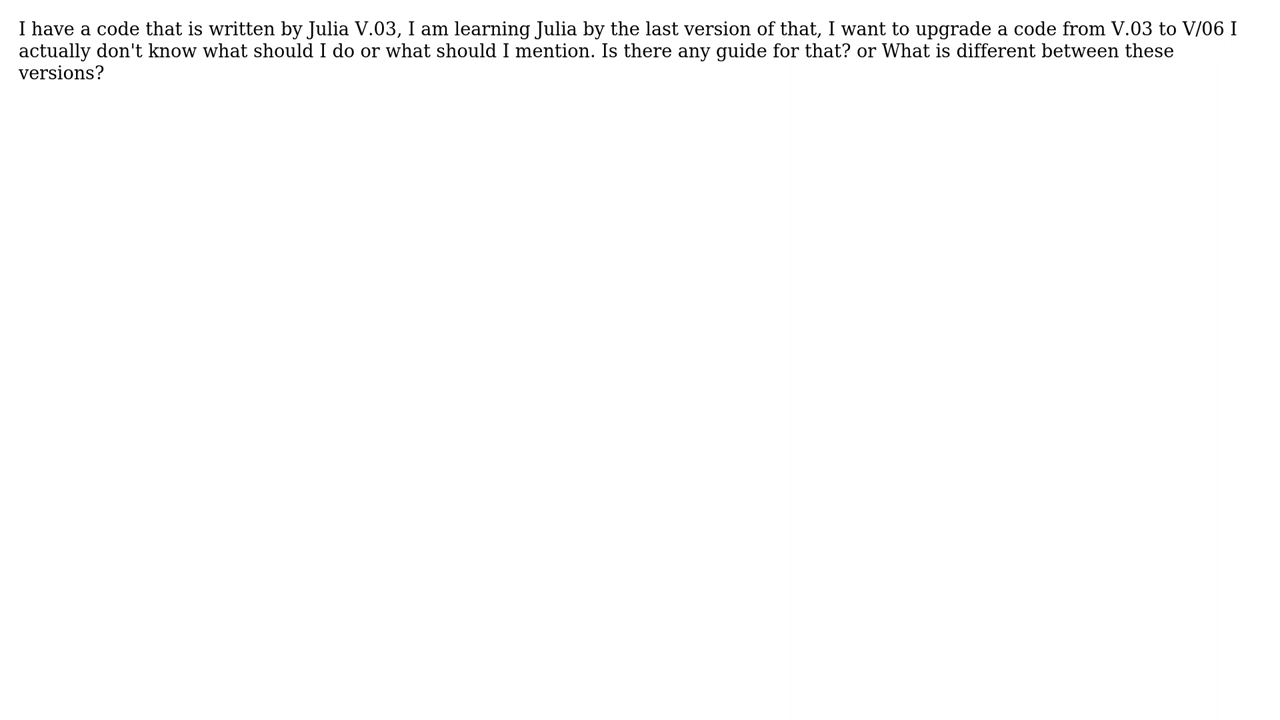 I have a code that is written by Julia V.03, I am learning Julia by the last version of that, I want to upgrade a code from V.03 to V/06 I
actually don't know what should I do or what should I mention. Is there any guide for that? or What is different between these
versions?